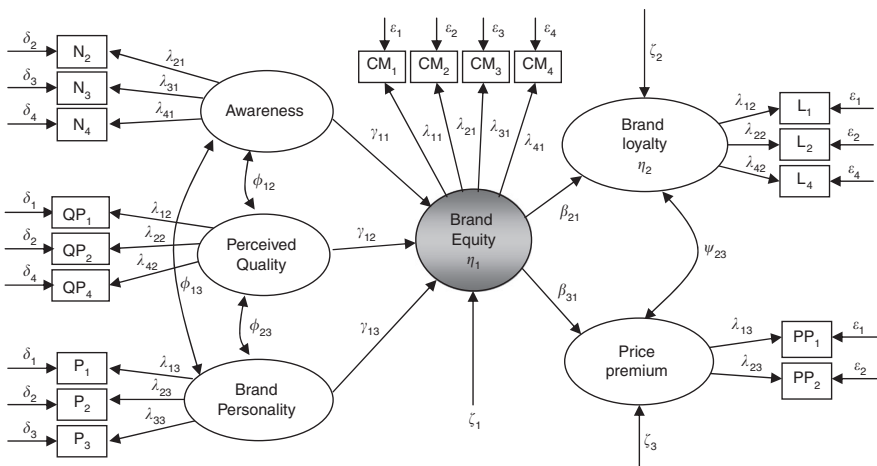 δ₂
N₂
λ₂₁
δ₃
N₃
λ₃₁
δ₄
N₄
λ₄₁
Awareness
ε₁
ε₂
ε₃
ε₄
CM₁
CM₂
CM₃
CM₄
λ₁₁
λ₂₁
λ₃₁
λ₄₁
γ₁₁
ϕ₁₂
ζ₂
Brand
loyalty
η₂
λ₁₂
L₁
ε₁
λ₂₂
L₂
ε₂
λ₄₂
L₄
ε₄
δ₁
QP₁
λ₁₂
δ₂
QP₂
λ₂₂
δ₄
QP₄
λ₄₂
ϕ₁₃
Perceived
Quality
γ₁₂
Brand
Equity
η₁
β₂₁
β₃₁
ψ₂₃
ϕ₂₃
γ₁₃
δ₁
P₁
λ₁₃
δ₂
P₂
λ₂₃
δ₃
P₃
λ₃₃
Brand
Personality
ζ₁
Price
premium
λ₁₃
PP₁
ε₁
λ₂₃
PP₂
ε₂
ζ₃